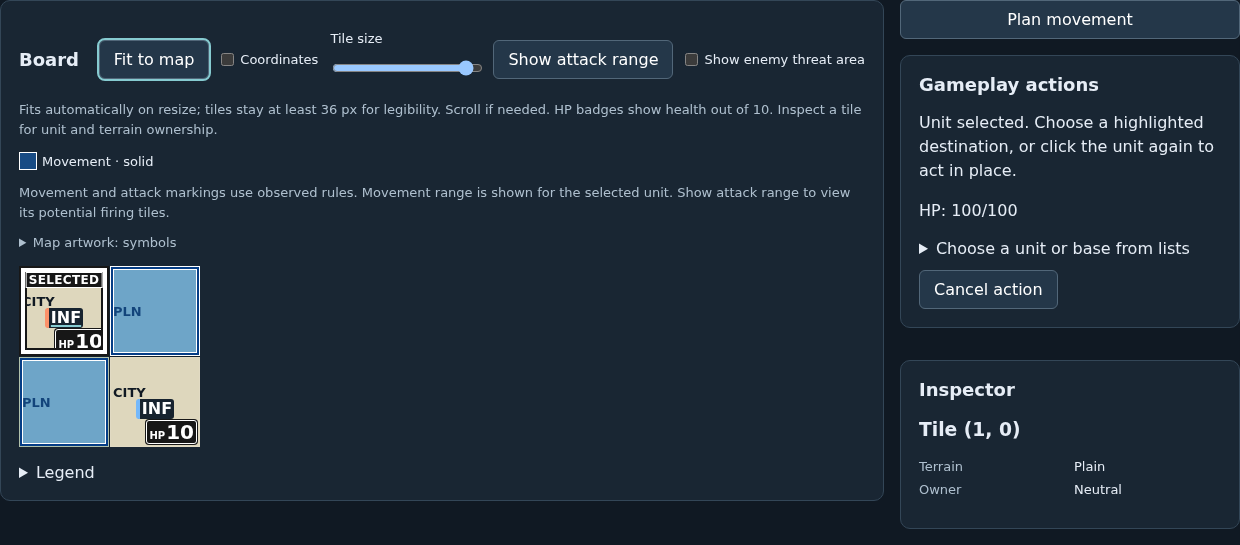 Plan movement
Board
Fit to map
Coordinates
Tile size
Show attack range
Show enemy threat area
Fits automatically on resize; tiles stay at least 36 px for legibility. Scroll if needed. HP badges show health out of 10. Inspect a tile
for unit and terrain ownership.
Movement · solid
Movement and attack markings use observed rules. Movement range is shown for the selected unit. Show attack range to view
its potential firing tiles.
Map artwork: symbols
SELECTED
CITY
INF
HP 10
PLN
PLN
CITY
INF
HP 10
Legend
Gameplay actions
Unit selected. Choose a highlighted
destination, or click the unit again to
act in place.
HP: 100/100
Choose a unit or base from lists
Cancel action
Inspector
Tile (1, 0)
Terrain Plain
Owner Neutral